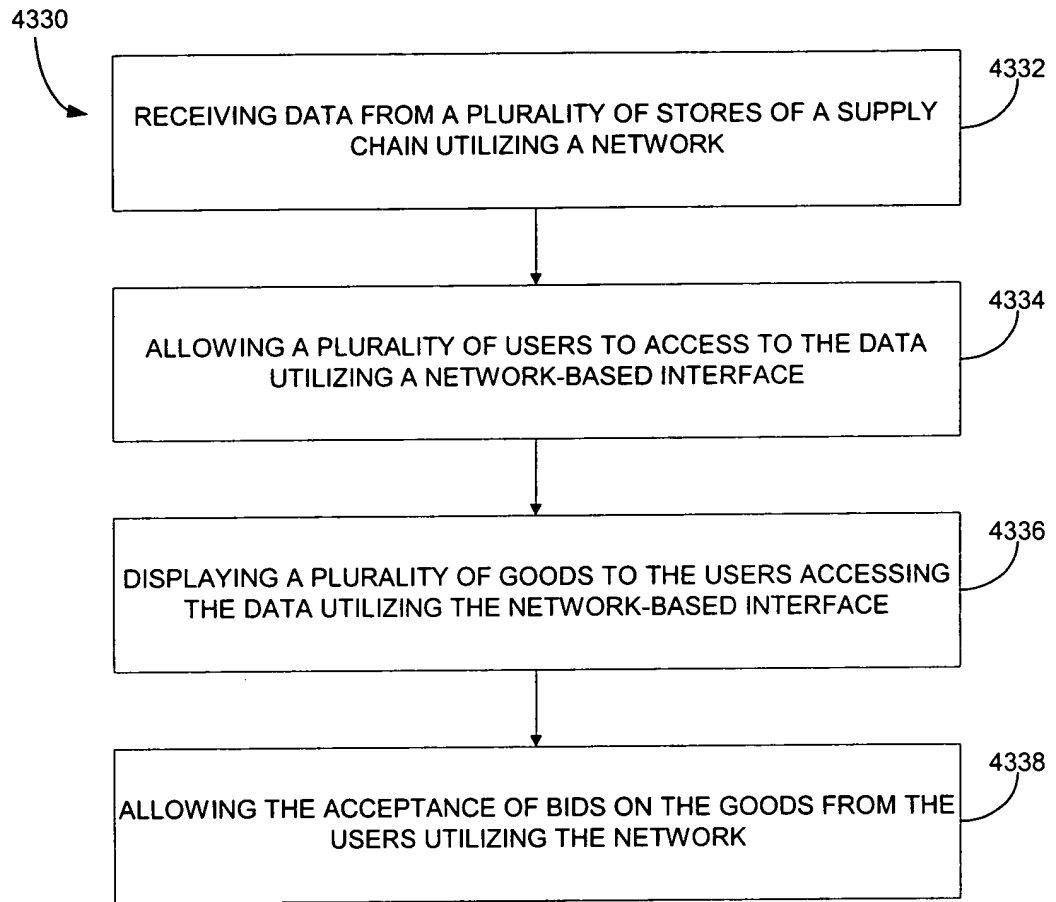 4330
4332
RECEIVING DATA FROM A PLURALITY OF STORES OF A SUPPLY
CHAIN UTILIZING A NETWORK
4334
ALLOWING A PLURALITY OF USERS TO ACCESS TO THE DATA
UTILIZING A NETWORK-BASED INTERFACE
4336
DISPLAYING A PLURALITY OF GOODS TO THE USERS ACCESSING
THE DATA UTILIZING THE NETWORK-BASED INTERFACE
4338
ALLOWING THE ACCEPTANCE OF BIDS ON THE GOODS FROM THE
USERS UTILIZING THE NETWORK